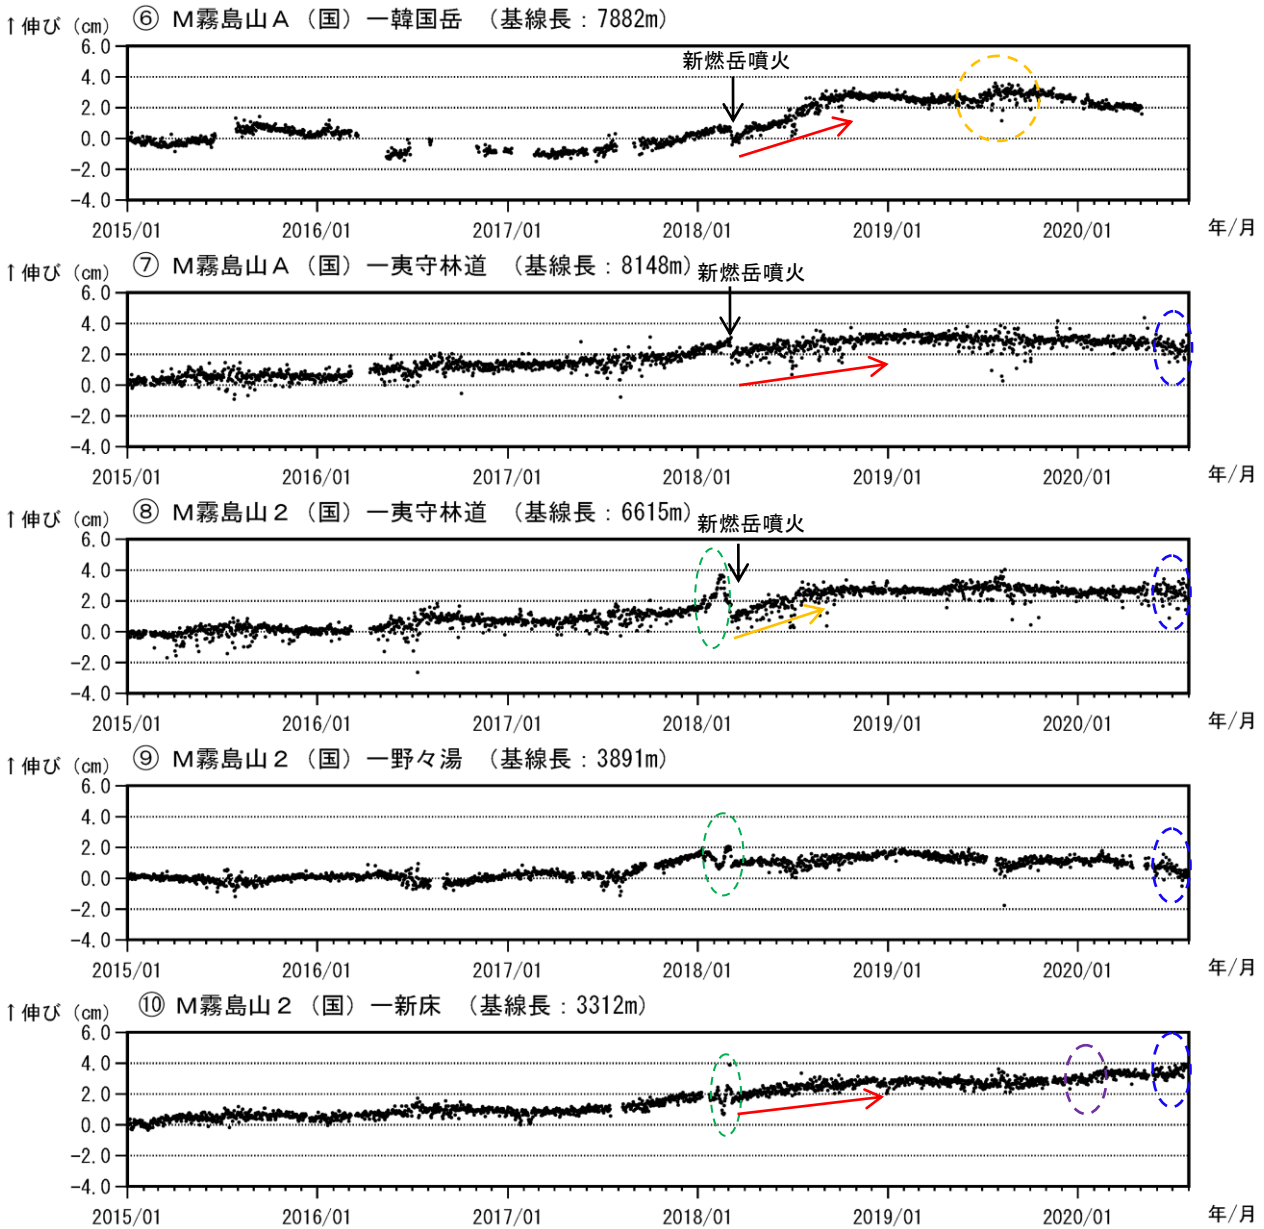 ⑥ M霧島山A（国）―韓国岳 （基線長：7882m）
↑伸び（cm）
新燃岳噴火
6.0
4.0
2.0
0.0
-2.0
-4.0
2015/01 2016/01 2017/01 2018/01 2019/01 2020/01 年/月
⑦ M霧島山A（国）―夷守林道 （基線長：8148m）
↑伸び（cm）
新燃岳噴火
6.0
4.0
2.0
0.0
-2.0
-4.0
2015/01 2016/01 2017/01 2018/01 2019/01 2020/01 年/月
⑧ M霧島山2（国）―夷守林道 （基線長：6615m）
↑伸び（cm）
新燃岳噴火
6.0
4.0
2.0
0.0
-2.0
-4.0
2015/01 2016/01 2017/01 2018/01 2019/01 2020/01 年/月
⑨ M霧島山2（国）―野々湯 （基線長：3891m）
↑伸び（cm）
6.0
4.0
2.0
0.0
-2.0
-4.0
2015/01 2016/01 2017/01 2018/01 2019/01 2020/01 年/月
⑩ M霧島山2（国）―新床 （基線長：3312m）
↑伸び（cm）
6.0
4.0
2.0
0.0
-2.0
-4.0
2015/01 2016/01 2017/01 2018/01 2019/01 2020/01 年/月